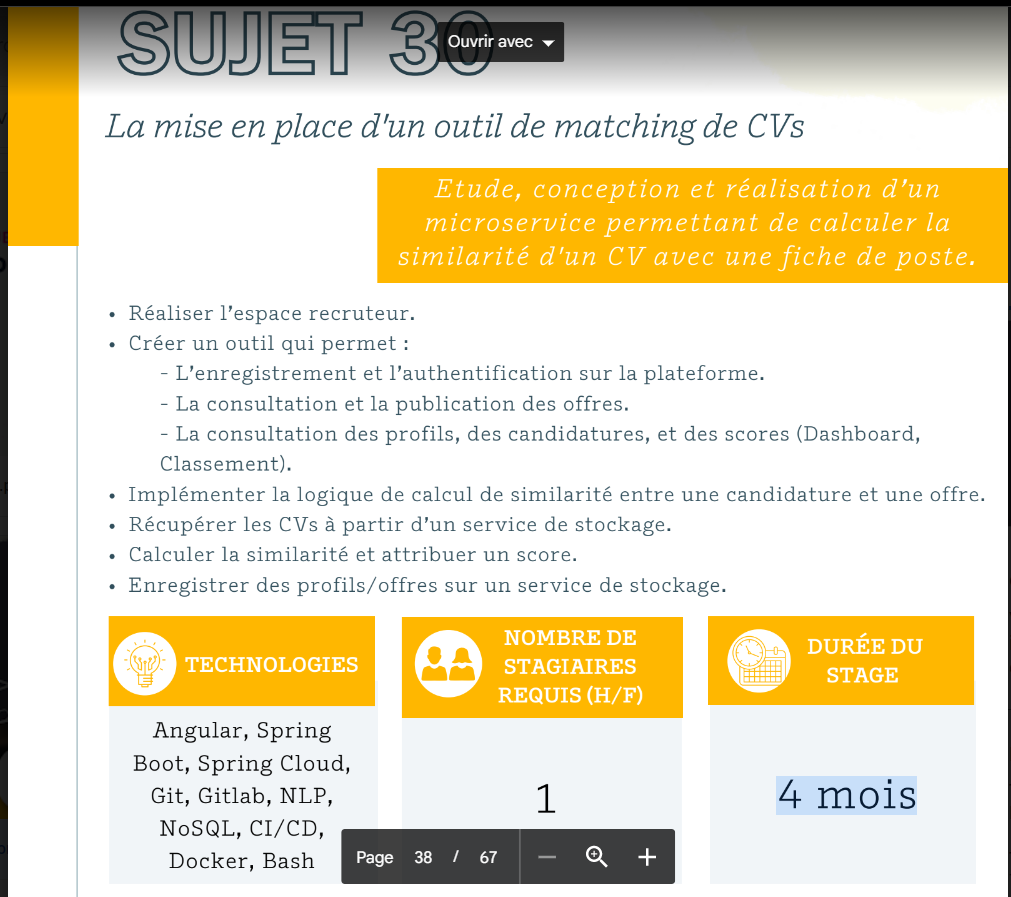 SUJET 30
Ouvrir avec
La mise en place d'un outil de matching de CVs
Etude, conception et réalisation d'un
microservice permettant de calculer la
similarité d'un CV avec une fiche de poste.
• Réaliser l'espace recruteur.
• Créer un outil qui permet :
- L'enregistrement et l'authentification sur la plateforme.
- La consultation et la publication des offres.
- La consultation des profils, des candidatures, et des scores (Dashboard,
Classement).
• Implémenter la logique de calcul de similarité entre une candidature et une offre.
• Récupérer les CVs à partir d'un service de stockage.
• Calculer la similarité et attribuer un score.
• Enregistrer des profils/offres sur un service de stockage.
TECHNOLOGIES
Angular, Spring
Boot, Spring Cloud,
Git, Gitlab, NLP,
NoSQL, CI/CD,
Docker, Bash
NOMBRE DE
STAGIAIRES
REQUIS (H/F)
1
DURÉE DU
STAGE
4 mois
Page 38 / 67